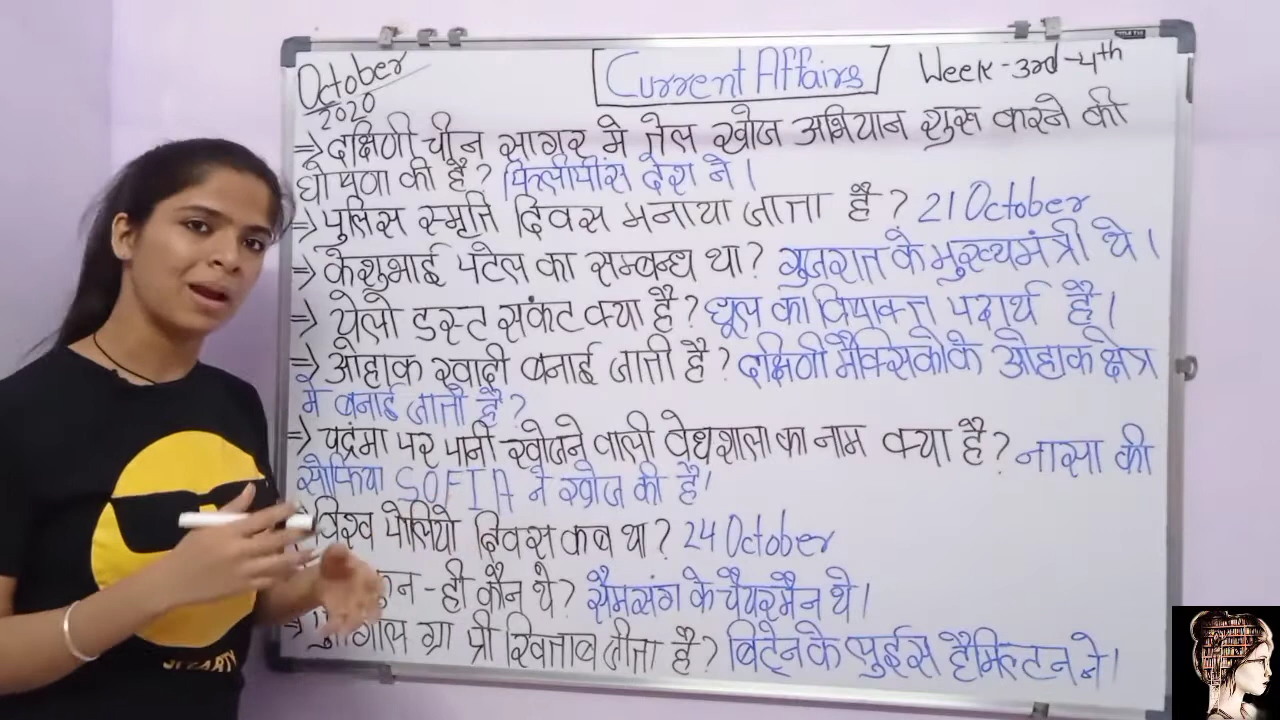 October 2020
Current Affairs
Week-3rd-4th
⇒ दक्षिणी चीन सागर मे तेल खोज अभियान शुरू करने की
घोषणा की है? फिलीपींस देश ने।
⇒ पुलिस स्मृति दिवस मनाया जाता है? 21 October
⇒ केशुभाई पटेल का सम्बन्ध था? गुजरात के मुख्यमंत्री थे।
⇒ येलो डस्ट संकट क्या है? धूल का विषाक्त पदार्थ है।
⇒ ओहाक खादी बनाई जाती है? दक्षिणी मैक्सिको के ओहाक क्षेत्र
मे बनाई जाती है?
⇒ चद्रंमा पर पानी खोजने वाली वेधशाला का नाम क्या है? नासा की
सोफिया SOFIA ने खोज की है।
विश्व पोलियो दिवस कब था? 24 October
कुन-ही कौन थे? सैमसंग के चैयरमैन थे।
ग्रा प्री खिताब जीता है? ब्रिटेन के लुईस हैमिल्टन ने।